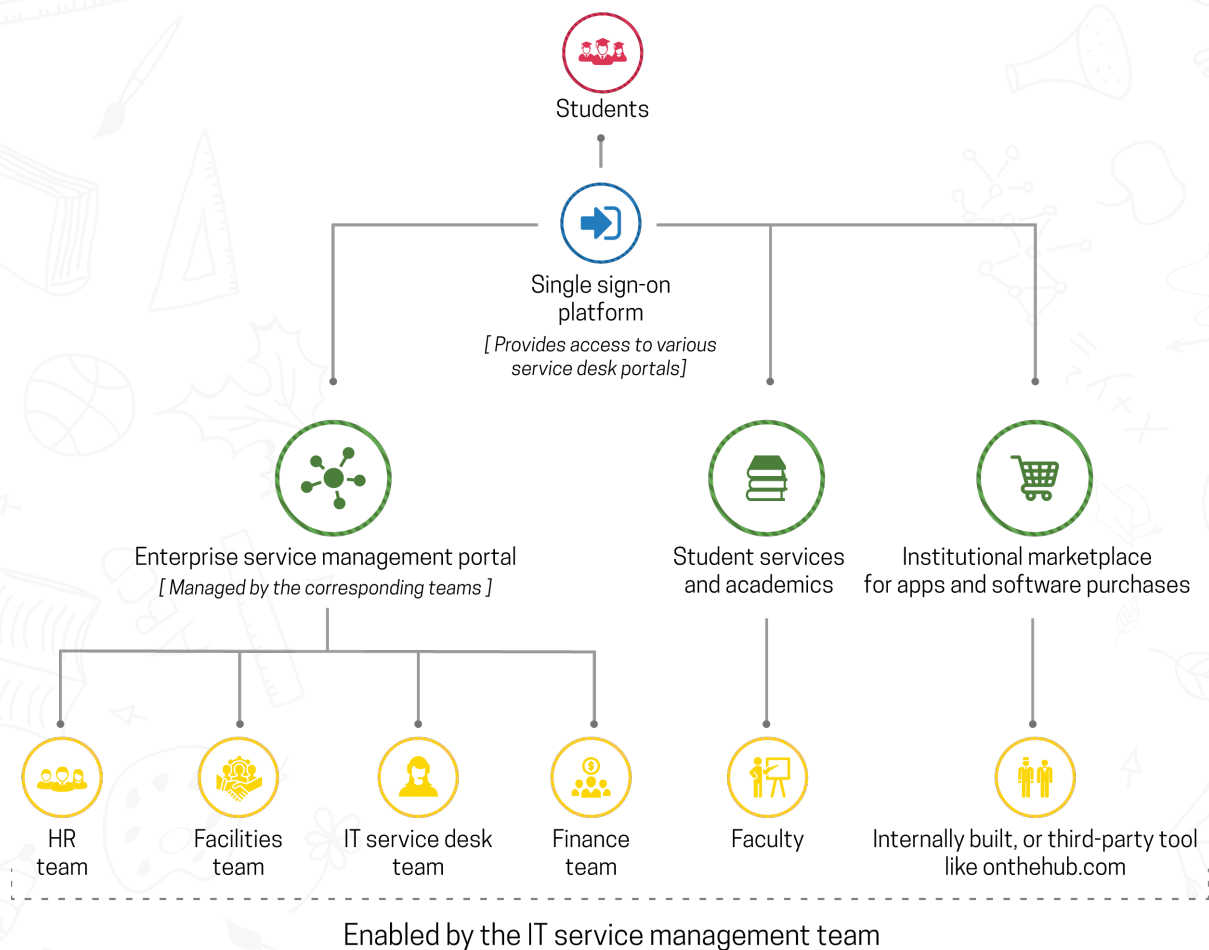 Students
Single sign-on
platform
[ Provides access to various
service desk portals]
Enterprise service management portal
[ Managed by the corresponding teams ]
Student services
and academics
Institutional marketplace
for apps and software purchases
HR
team
Facilities
team
IT service desk
team
Finance
team
Faculty
Internally built, or third-party tool
like onthehub.com
Enabled by the IT service management team